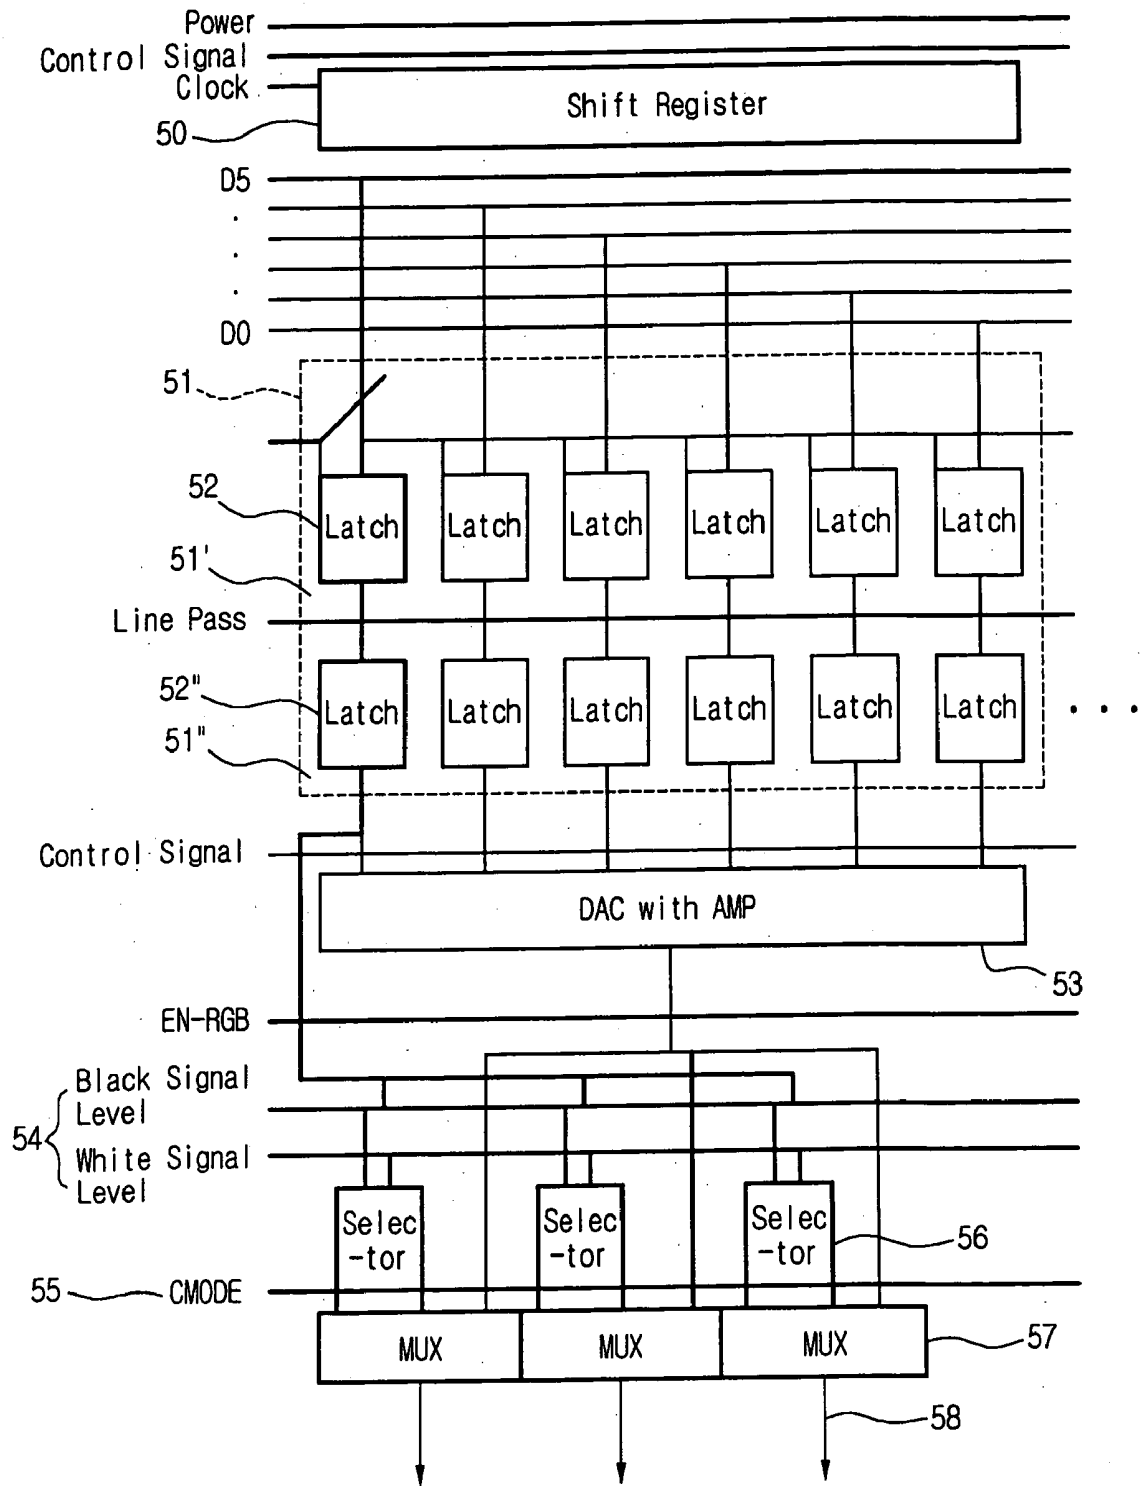 Power
Control Signal
Clock
Shift Register
50
D5
.
.
.
D0
51
52
Latch Latch Latch Latch Latch Latch
51'
Line Pass
52"
Latch Latch Latch Latch Latch Latch
. . .
51"
Control Signal
DAC with AMP
53
EN-RGB
Black Signal
Level
54
White Signal
Level
Selec
-tor
Selec
-tor
Selec
-tor
56
55
CMODE
MUX MUX MUX
57
58